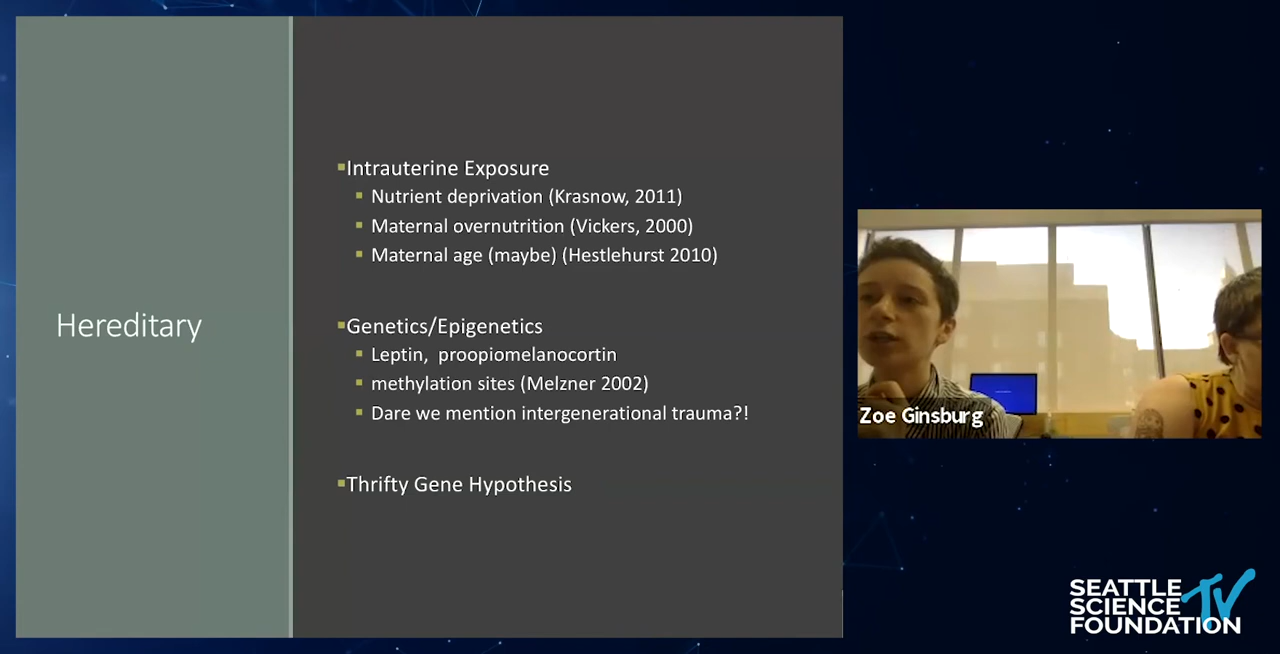 Hereditary
Intrauterine Exposure
Nutrient deprivation (Krasnow, 2011)
Maternal overnutrition (Vickers, 2000)
Maternal age (maybe) (Hestlehurst 2010)
Genetics/Epigenetics
Leptin, proopiomelanocortin
methylation sites (Melzner 2002)
Dare we mention intergenerational trauma?!
Thrifty Gene Hypothesis
Zoe Ginsburg
SEATTLE
SCIENCE TV
FOUNDATION